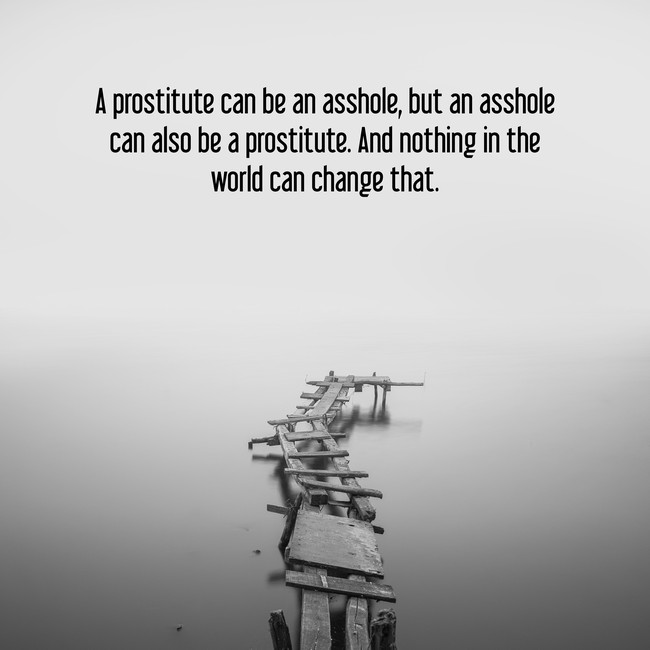 A prostitute can be an asshole, but an asshole
can also be a prostitute. And nothing in the
world can change that.